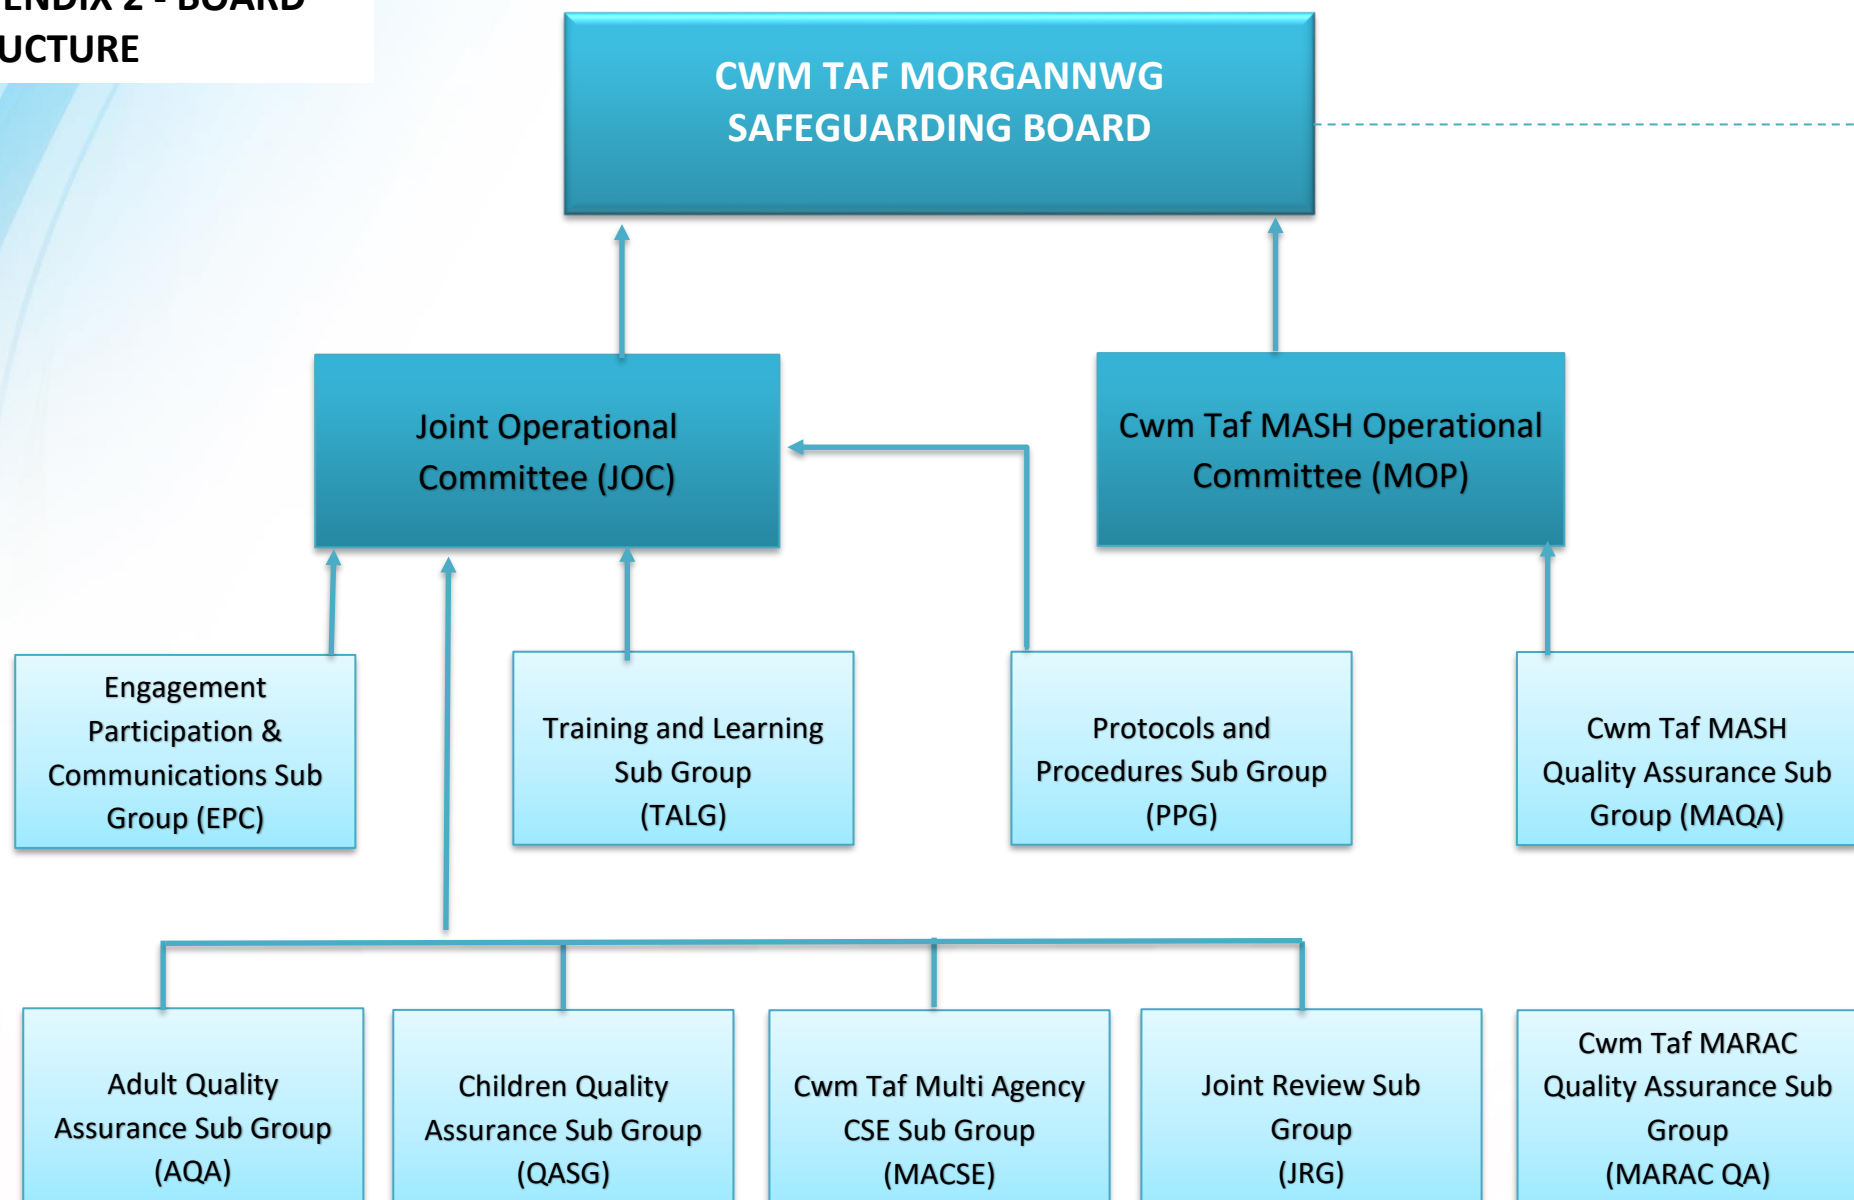 2 - BOARD
CWM TAF MORGANNWG
SAFEGUARDING BOARD
Joint Operational
Committee (JOC)
Cwm Taf MASH Operational
Committee (MOP)
Engagement
Participation &
Communications Sub
Group (EPC)
Training and Learning
Sub Group
(TALG)
Protocols and
Procedures Sub Group
(PPG)
Cwm Taf MASH
Quality Assurance Sub
Group (MAQA)
Adult Quality
Assurance Sub Group
(AQA)
Children Quality
Assurance Sub Group
(QASG)
Cwm Taf Multi Agency
CSE Sub Group
(MACSE)
Joint Review Sub
Group
(JRG)
Cwm Taf MARAC
Quality Assurance Sub
Group
(MARAC QA)